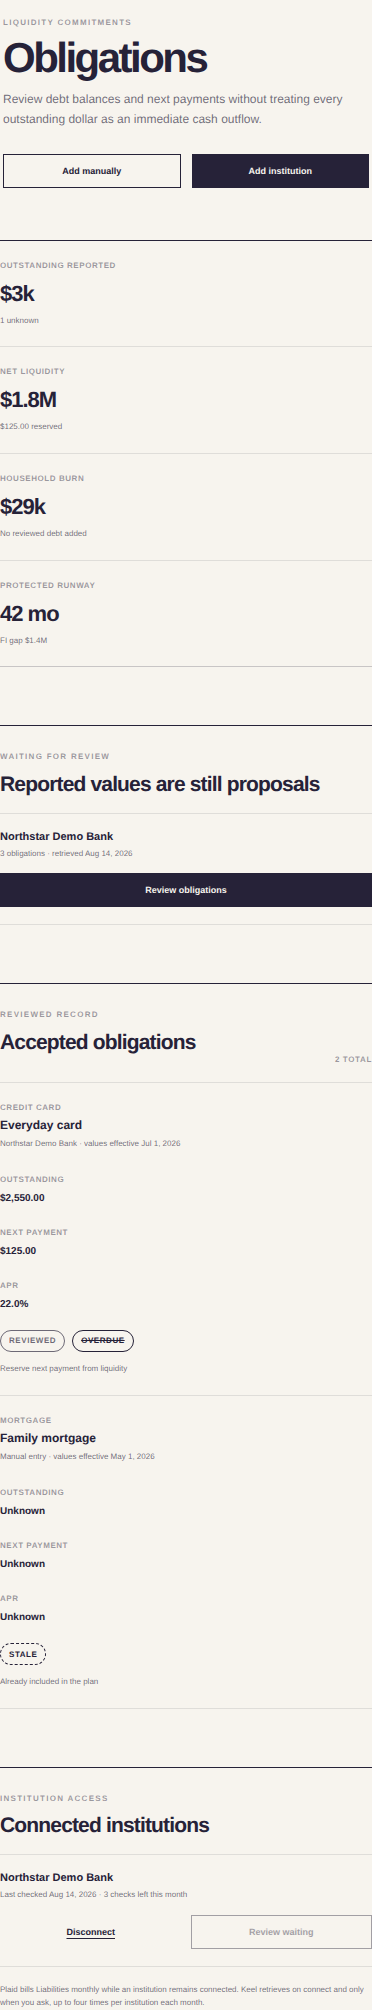 LIQUIDITY COMMITMENTS
Obligations
Review debt balances and next payments without treating every
outstanding dollar as an immediate cash outflow.
Add manually
Add institution
OUTSTANDING REPORTED
$3k
1 unknown
NET LIQUIDITY
$1.8M
$125.00 reserved
HOUSEHOLD BURN
$29k
No reviewed debt added
PROTECTED RUNWAY
42 mo
FI gap $1.4M
WAITING FOR REVIEW
Reported values are still proposals
Northstar Demo Bank
3 obligations · retrieved Aug 14, 2026
Review obligations
REVIEWED RECORD
Accepted obligations
2 TOTAL
CREDIT CARD
Everyday card
Northstar Demo Bank · values effective Jul 1, 2026
OUTSTANDING
$2,550.00
NEXT PAYMENT
$125.00
APR
22.0%
REVIEWED
OVERDUE
Reserve next payment from liquidity
MORTGAGE
Family mortgage
Manual entry · values effective May 1, 2026
OUTSTANDING
Unknown
NEXT PAYMENT
Unknown
APR
Unknown
STALE
Already included in the plan
INSTITUTION ACCESS
Connected institutions
Northstar Demo Bank
Last checked Aug 14, 2026 · 3 checks left this month
Disconnect
Review waiting
Plaid bills Liabilities monthly while an institution remains connected. Keel retrieves on connect and only
when you ask, up to four times per institution each month.